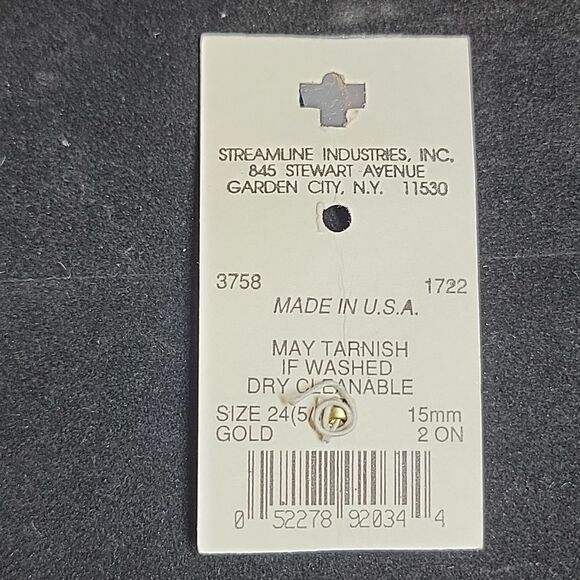 STREAMLINE INDUSTRIES, INC.
845 STEWART AVENUE
GARDEN CITY, N.Y. 11530
3758 1722
MADE IN U.S.A.
MAY TARNISH
IF WASHED
DRY CLEANABLE
SIZE 24(5 15mm
GOLD 2 ON
0 52278 92034 4